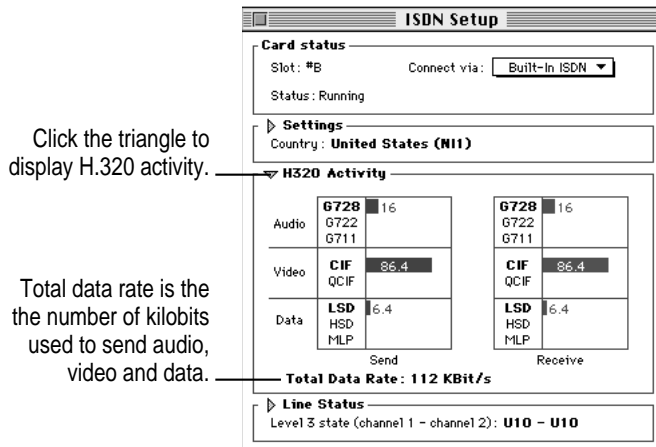 ISDN Setup
Card status
Slot: #B Connect via: Built-In ISDN
Status: Running
Settings
Country: United States (NI1)
Click the triangle to
display H.320 activity.
H320 Activity
Audio G728 16 G728 16
G722 G722
G711 G711
Video CIF 86.4 CIF 86.4
QCIF QCIF
Data LSD 6.4 LSD 6.4
HSD HSD
MLP MLP
Send Receive
Total data rate is the
the number of kilobits
used to send audio,
video and data.
Total Data Rate: 112 KBit/s
Line Status
Level 3 state (channel 1 - channel 2): U10 - U10